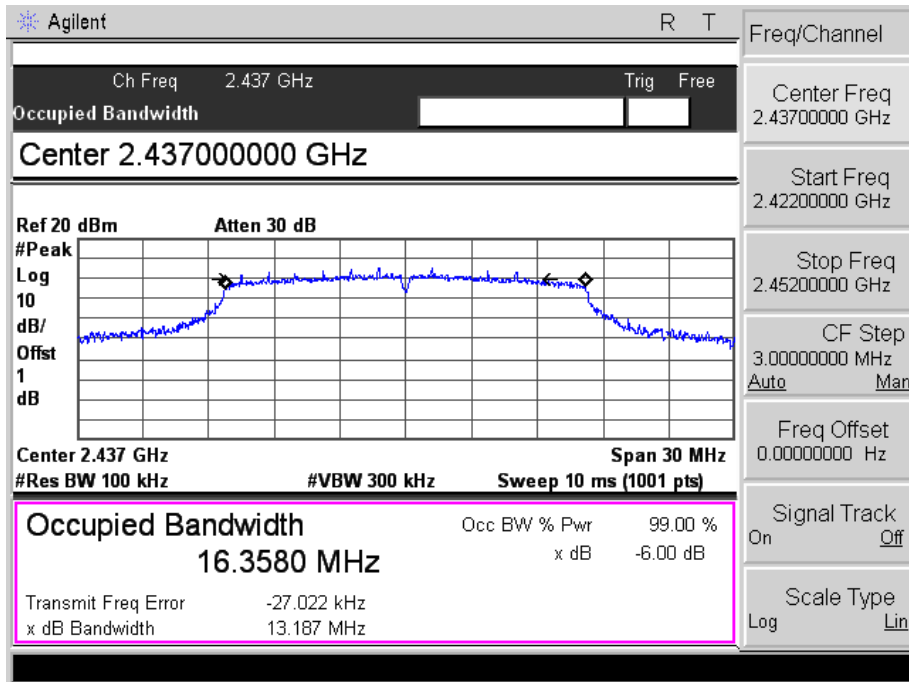 Agilent R T
Ch Freq 2.437 GHz Trig Free
Occupied Bandwidth
Center 2.437000000 GHz
Ref 20 dBm Atten 30 dB
#Peak
Log
10
dB/
Offst
1
dB
Center 2.437 GHz Span 30 MHz
#Res BW 100 kHz #VBW 300 kHz Sweep 10 ms (1001 pts)
Occupied Bandwidth Occ BW % Pwr 99.00 %
16.3580 MHz x dB -6.00 dB
Transmit Freq Error -27.022 kHz
x dB Bandwidth 13.187 MHz
Freq/Channel
Center Freq
2.43700000 GHz
Start Freq
2.42200000 GHz
Stop Freq
2.45200000 GHz
CF Step
3.00000000 MHz
Auto Man
Freq Offset
0.00000000 Hz
Signal Track
On Off
Scale Type
Log Lin